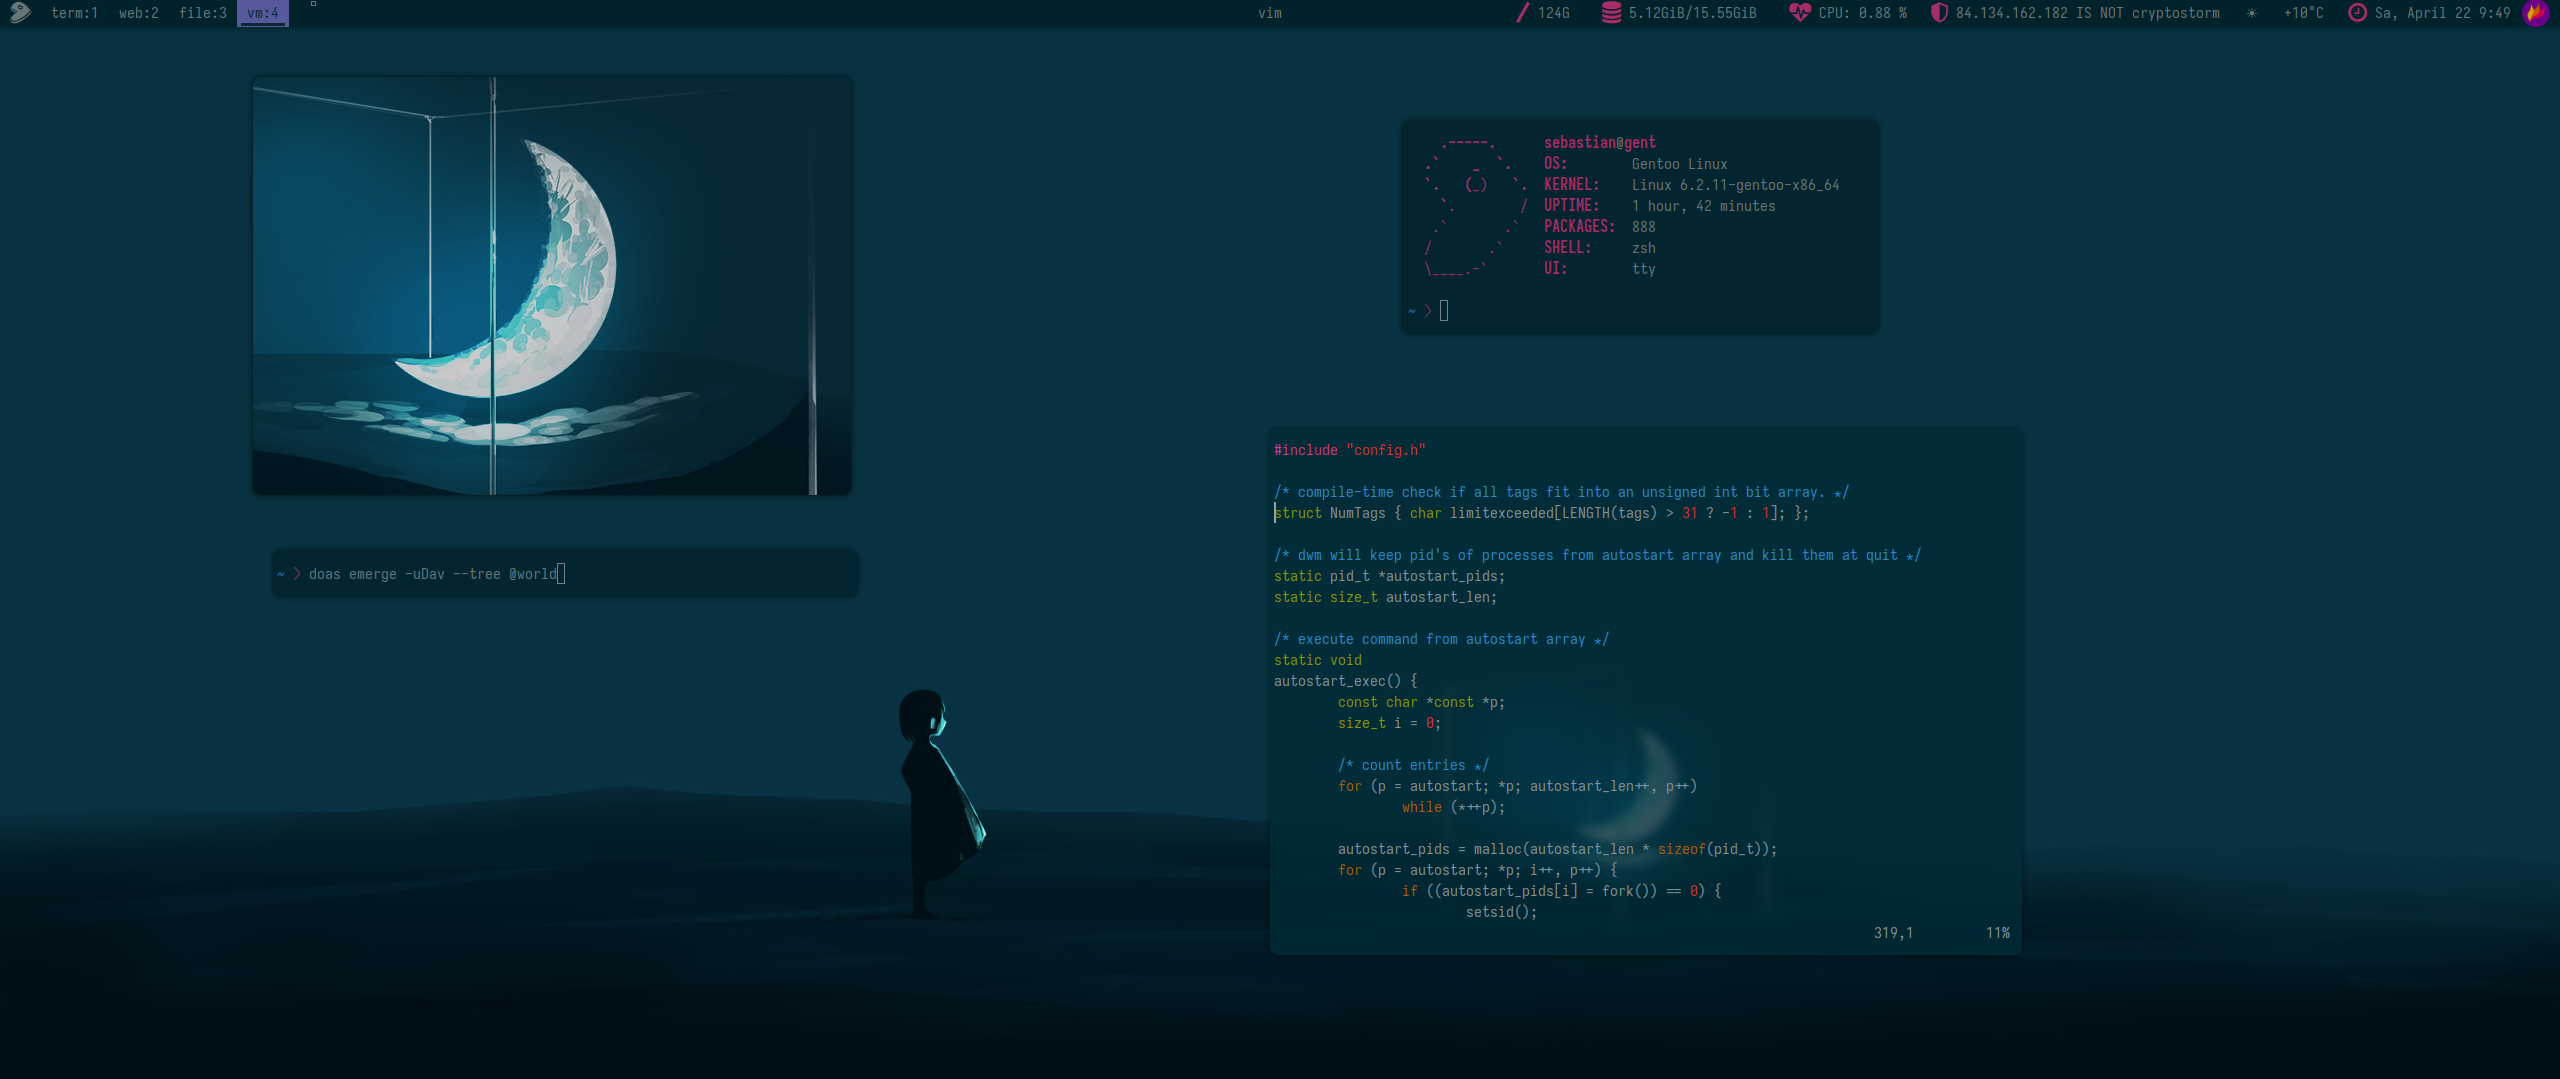 term:1 web:2 file:3 vm:4 vim 124G 5.12GiB/15.55GiB CPU: 0.88 % 84.134.162.182 IS NOT cryptostorm +10°C Sa, April 22 9:49
sebastian@gent
OS: Gentoo Linux
KERNEL: Linux 6.2.11-gentoo-x86_64
UPTIME: 1 hour, 42 minutes
PACKAGES: 888
SHELL: zsh
UI: tty
~ >
~ > doas emerge -uDav --tree @world
#include "config.h"
/* compile-time check if all tags fit into an unsigned int bit array. */
struct NumTags { char limitexceeded[LENGTH(tags) > 31 ? -1 : 1]; };
/* dwm will keep pid's of processes from autostart array and kill them at quit */
static pid_t *autostart_pids;
static size_t autostart_len;
/* execute command from autostart array */
static void
autostart_exec() {
const char *const *p;
size_t i = 0;
/* count entries */
for (p = autostart; *p; autostart_len++, p++)
while (*++p);
autostart_pids = malloc(autostart_len * sizeof(pid_t));
for (p = autostart; *p; i++, p++) {
if ((autostart_pids[i] = fork()) == 0) {
setsid();
319,1 11%